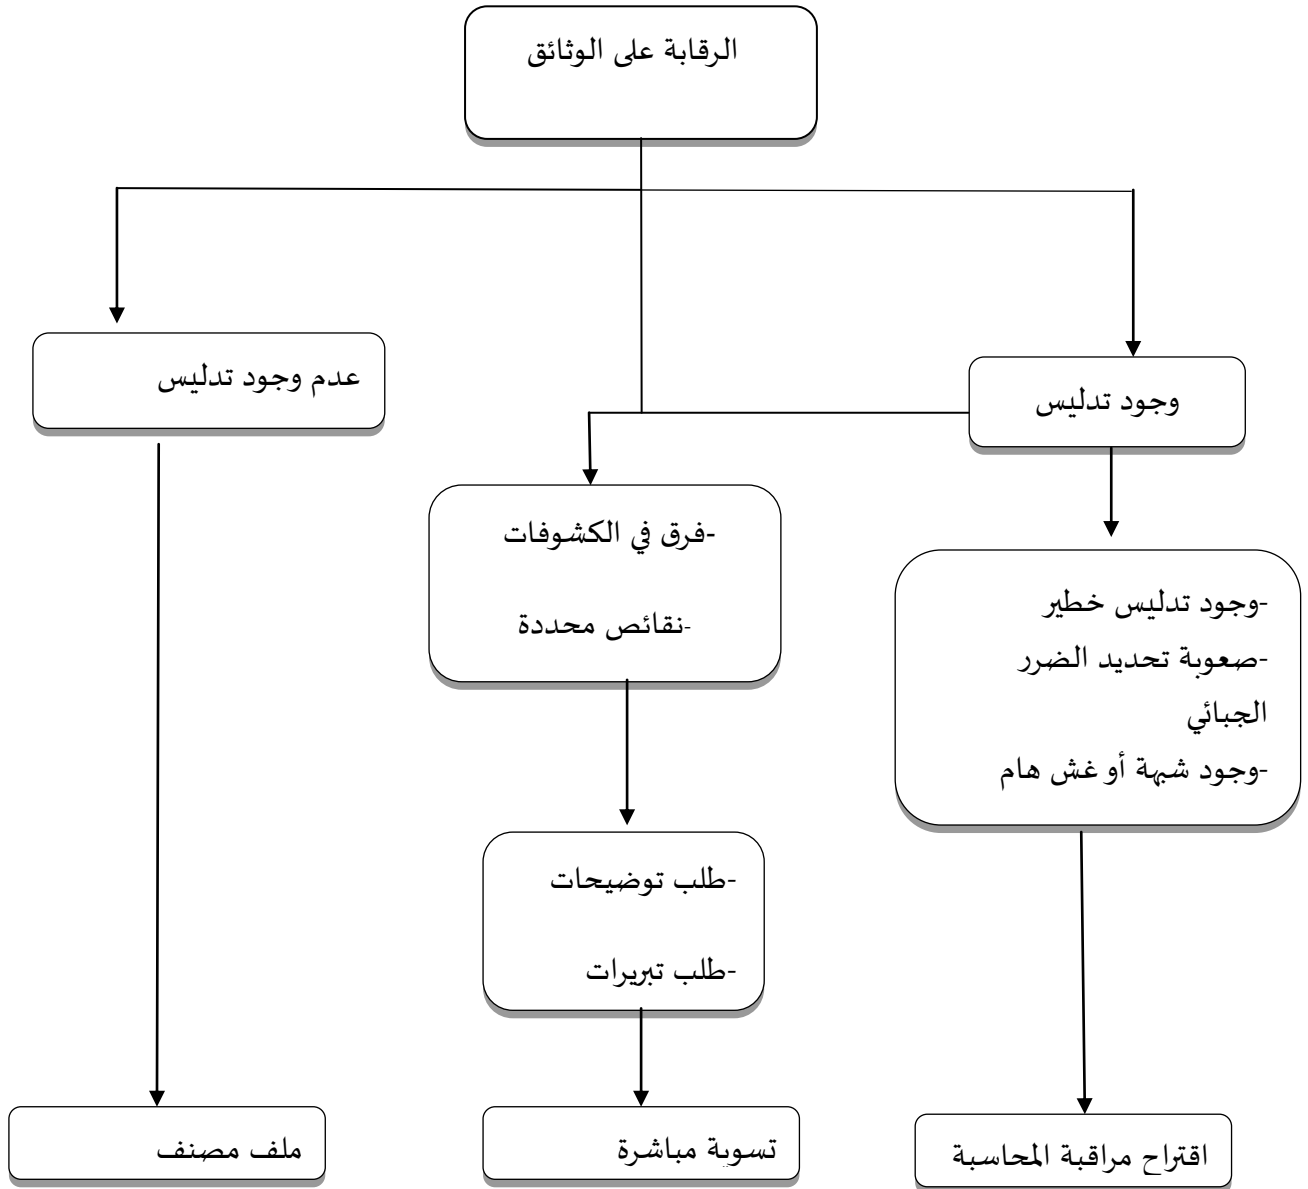 الرقابة على الوثائق
وجود تدليس
عدم وجود تدليس
-فرق في الكشوفات
-نقائص محددة
-وجود تدليس خطير
-صعوبة تحديد الضرر
الجبائي
-وجود شبهة أو غش هام
-طلب توضيحات
-طلب تبريرات
اقتراح مراقبة المحاسبة
تسوية مباشرة
ملف مصنف